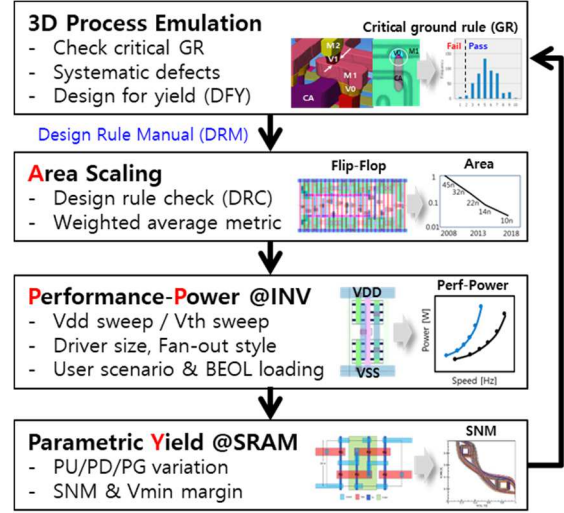 3D Process Emulation
- Check critical GR
- Systematic defects
- Design for yield (DFY)
M2
V1
M1
V0
CA
V0
CA
Critical ground rule (GR)
Fail Pass
Design Rule Manual (DRM)
Area Scaling
- Design rule check (DRC)
- Weighted average metric
Flip-Flop
Area
1
0.1
0.01
45n
32n
22n
14n
10n
2008 2013 2018
Performance-Power @INV
- Vdd sweep / Vth sweep
- Driver size, Fan-out style
- User scenario & BEOL loading
VDD
VSS
Perf-Power
Power [W]
Speed [Hz]
Parametric Yield @SRAM
- PU/PD/PG variation
- SNM & Vmin margin
SNM